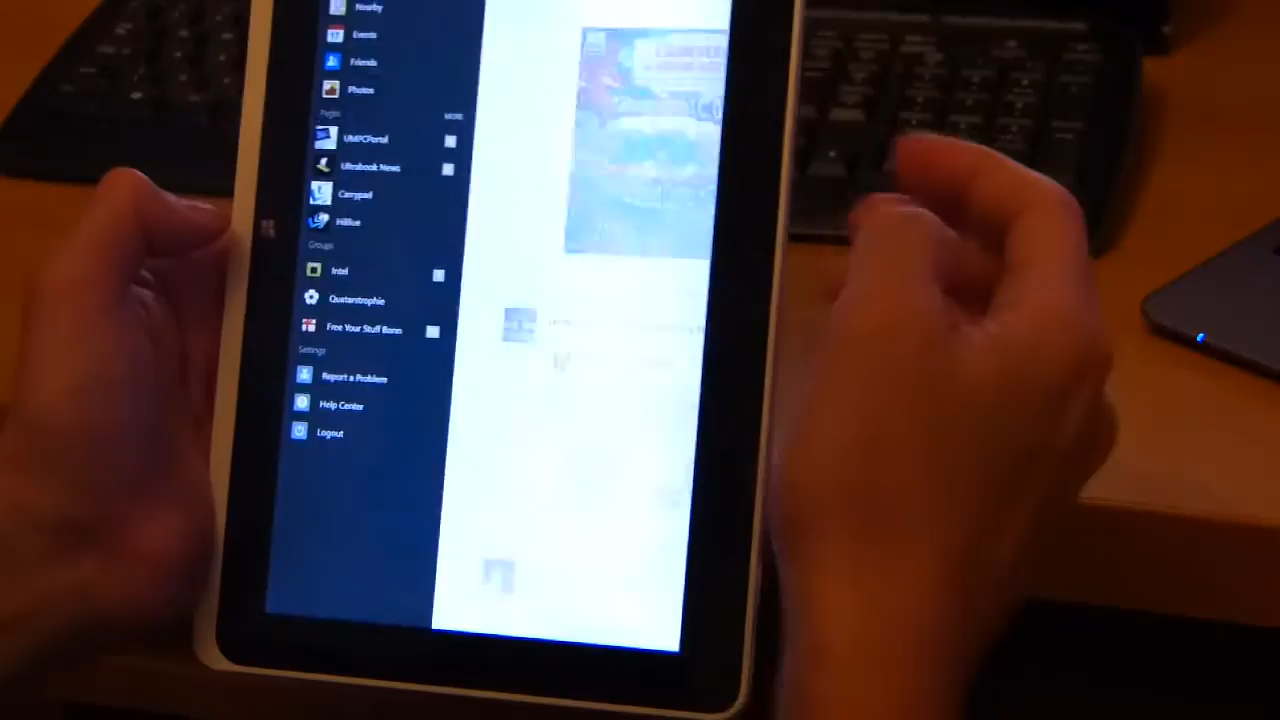 Nearby
Events
Friends
Photos
Pages
MORE
UMPCPortal
Ultrabook News
Carrypad
HiBlue
Groups
Intel
Quatarstrophie
Free Your Stuff Bonn
Settings
Report a Problem
Help Center
Logout